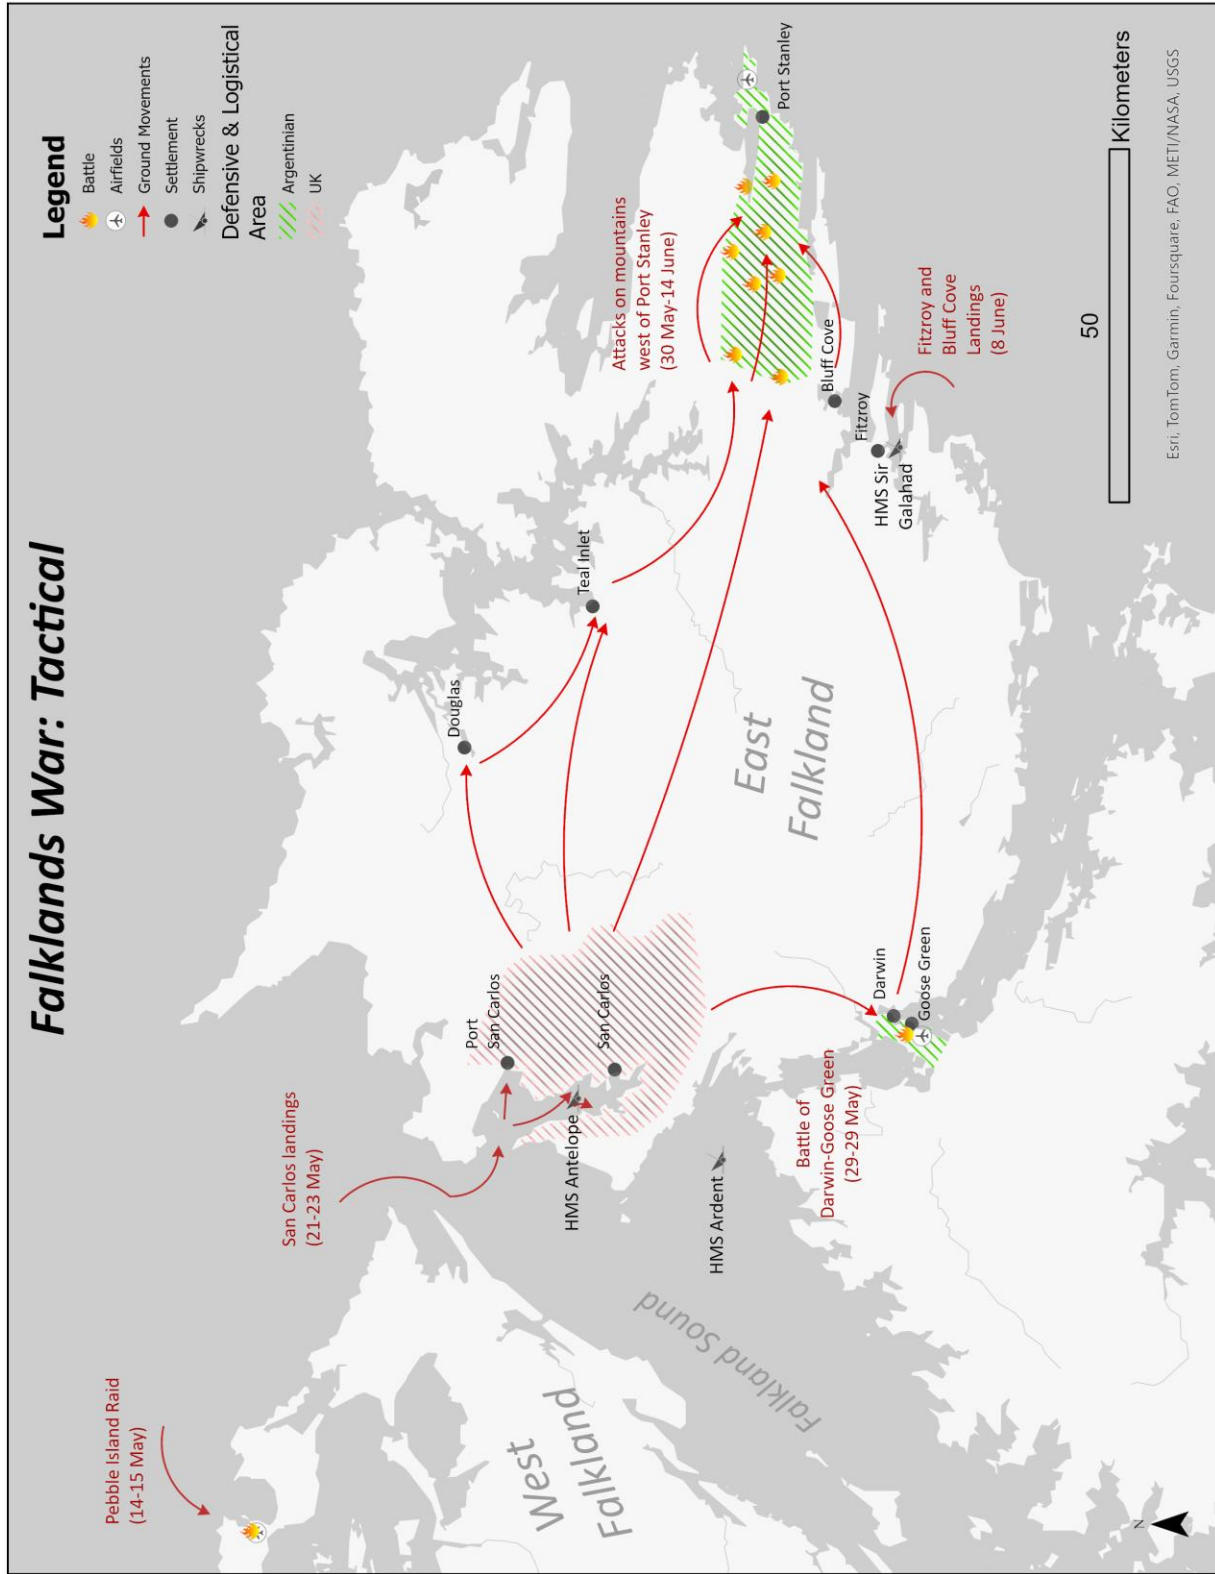 Falklands War: Tactical
Legend
Battle
Airfields
Ground Movements
Settlement
Shipwrecks
Defensive & Logistical
Area
Argentinian
UK
Pebble Island Raid
(14-15 May)
San Carlos landings
(21-23 May)
Port
San Carlos
San Carlos
HMS Antelope
HMS Ardent
West
Falkland
Falkland Sound
Douglas
Teal Inlet
East
Falkland
Attacks on mountains
west of Port Stanley
(30 May-14 June)
Port Stanley
Bluff Cove
Fitzroy
HMS Sir
Galahad
Fitzroy and
Bluff Cove
Landings
(8 June)
Darwin
Goose Green
Battle of
Darwin-Goose Green
(29-29 May)
N
50
Kilometers
Esri, TomTom, Garmin, Foursquare, FAO, METI/NASA, USGS